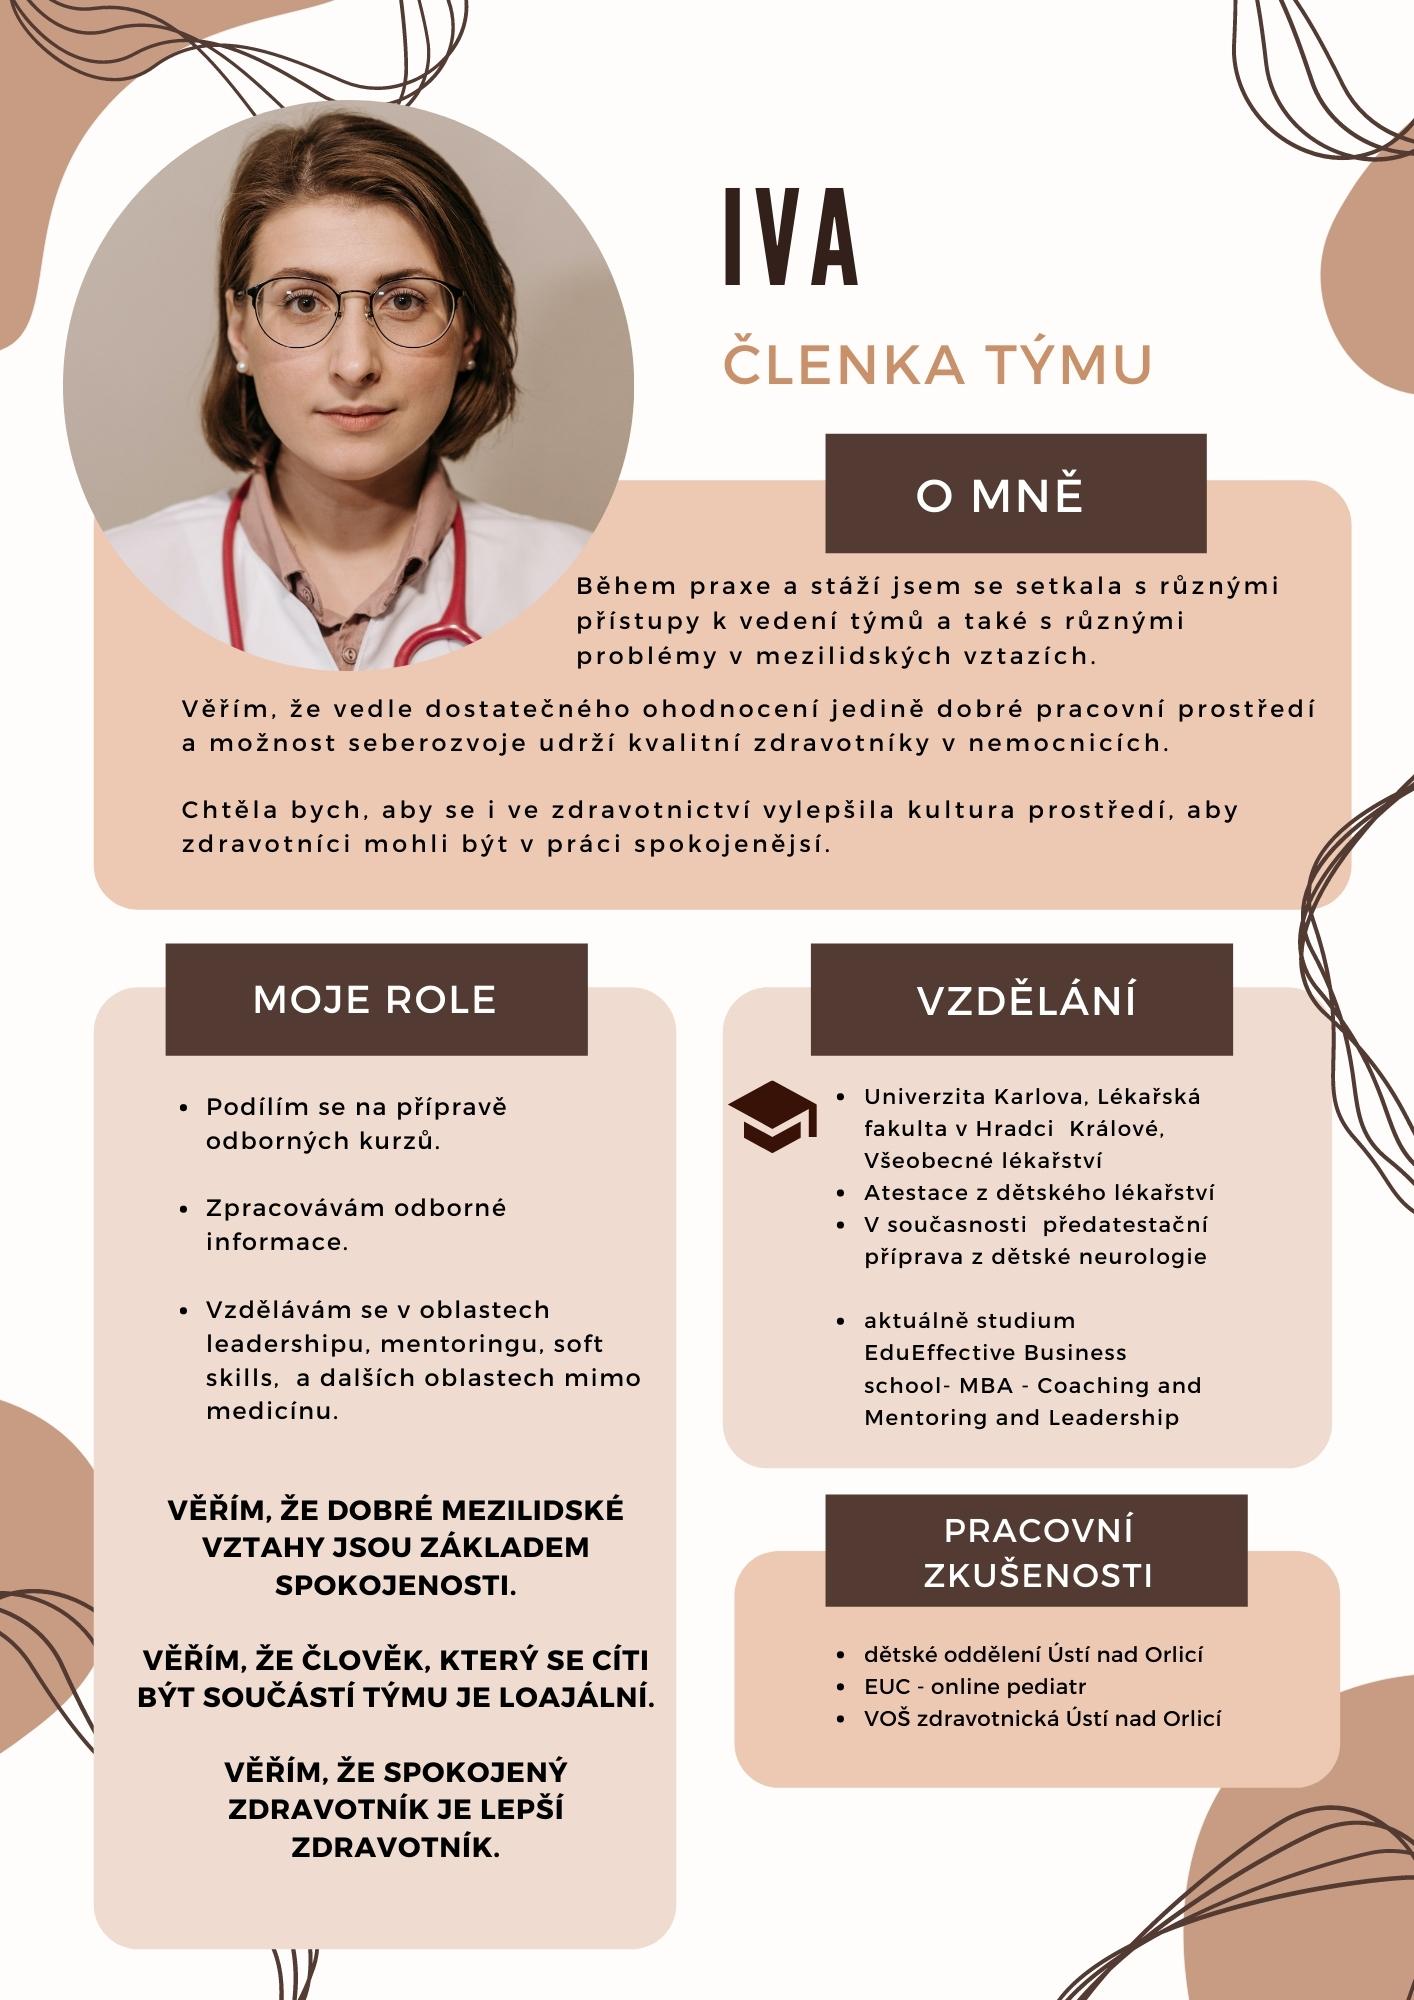 IVA
ČLENKA TÝMU
O MNĚ
Během praxe a stáží jsem se setkala s různými
přístupy k vedení týmů a také s různými
problémy v mezilidských vztazích.
Věřím, že vedle dostatečného ohodnocení jedině dobré pracovní prostředí
a možnost seberozvoje udrží kvalitní zdravotníky v nemocnicích.
Chtěla bych, aby se i ve zdravotnictví vylepšila kultura prostředí, aby
zdravotníci mohli být v práci spokojenějsí.
MOJE ROLE
• Podílím se na přípravě
odborných kurzů.
• Zpracovávám odborné
informace.
• Vzdělávám se v oblastech
leadershipu, mentoringu, soft
skills,  a dalších oblastech mimo
medicínu.
VĚŘÍM, ŽE DOBRÉ MEZILIDSKÉ
VZTAHY JSOU ZÁKLADEM
SPOKOJENOSTI.
VĚŘÍM, ŽE ČLOVĚK, KTERÝ SE CÍTI
BÝT SOUČÁSTÍ TÝMU JE LOAJÁLNÍ.
VĚŘÍM, ŽE SPOKOJENÝ
ZDRAVOTNÍK JE LEPŠÍ
ZDRAVOTNÍK.
VZDĚLÁNÍ
• Univerzita Karlova, Lékařská
fakulta v Hradci  Králové,
Všeobecné lékařství
• Atestace z dětského lékařství
• V současnosti  předatestační
příprava z dětské neurologie
• aktuálně studium
EduEffective Business
school- MBA - Coaching and
Mentoring and Leadership
PRACOVNÍ
ZKUŠENOSTI
• dětské oddělení Ústí nad Orlicí
• EUC - online pediatr
• VOŠ zdravotnická Ústí nad Orlicí